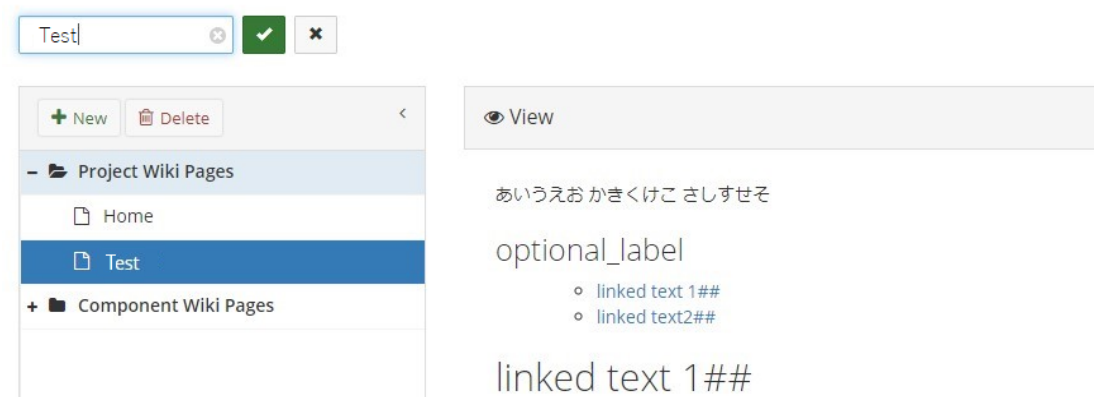 Test
New Delete
View
Project Wiki Pages
Home
Test
Component Wiki Pages
あいうえお かきくけこ さしすせそ
optional_label
linked text 1##
linked text2##
linked text 1##